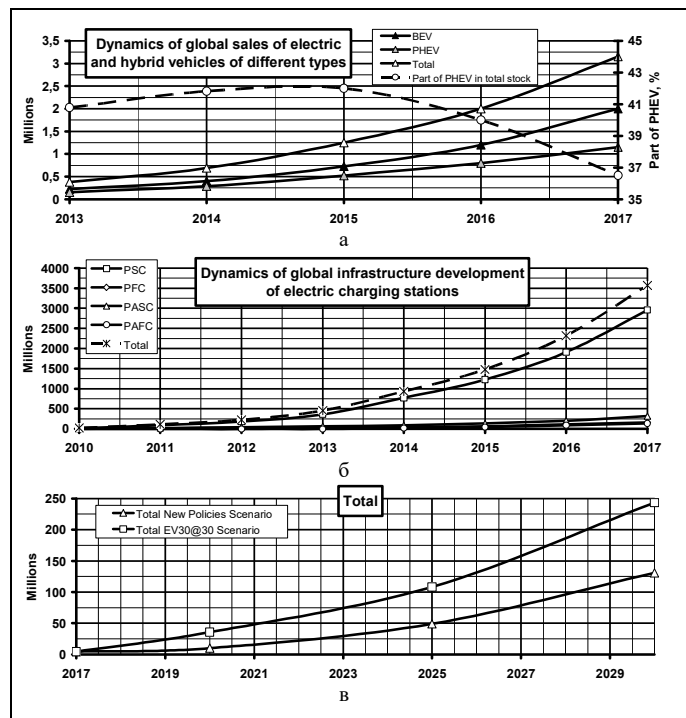 Dynamics of global sales of electric
and hybrid vehicles of different types
BEV
PHEV
Total
Part of PHEV in total stock
Millions
3,5
3
2,5
2
1,5
1
0,5
0
2013 2014 2015 2016 2017
45
43
41
39
37
35
Part of PHEV, %
а
Dynamics of global infrastructure development
of electric charging stations
PSC
PFC
PASC
PAFC
Total
Millions
4000
3500
3000
2500
2000
1500
1000
500
0
2010 2011 2012 2013 2014 2015 2016 2017
б
Total
Total New Policies Scenario
Total EV30@30 Scenario
Millions
250
200
150
100
50
0
2017 2019 2021 2023 2025 2027 2029
в